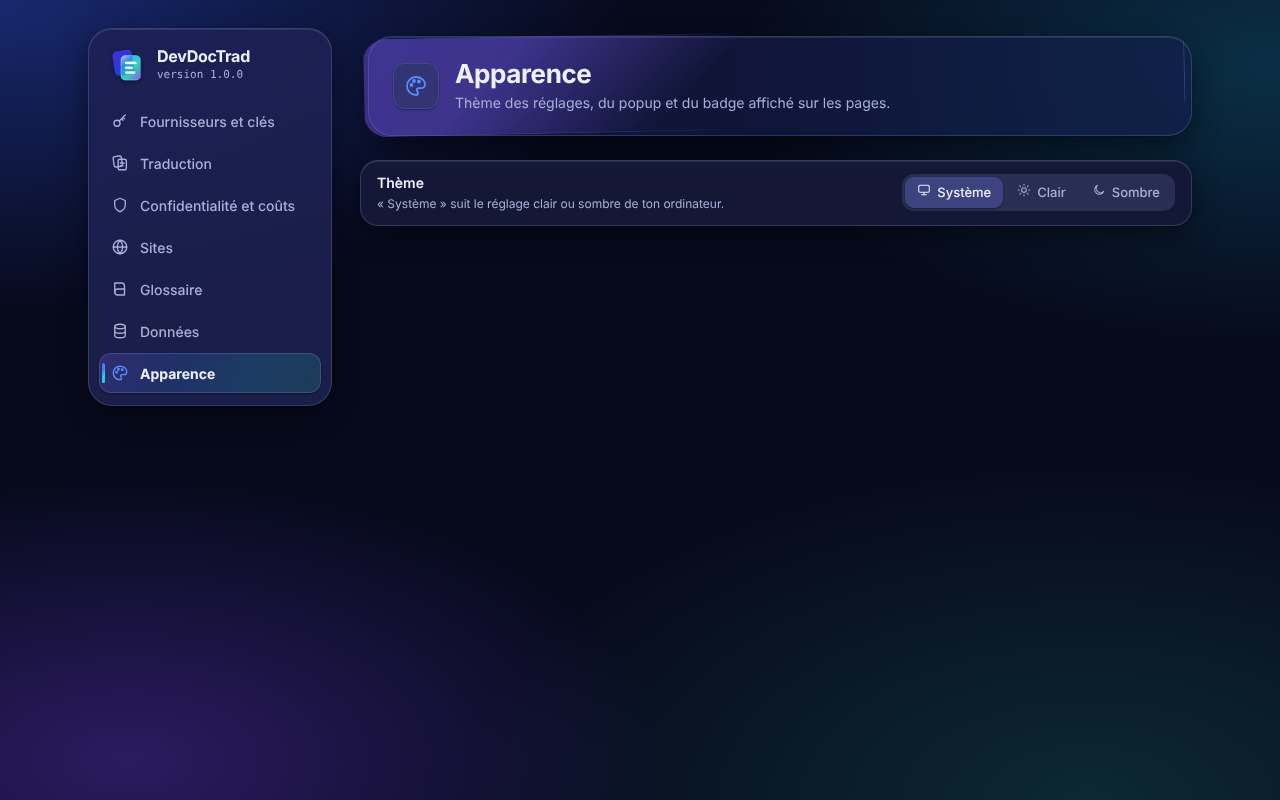 DevDocTrad
version 1.0.0
Fournisseurs et clés
Traduction
Confidentialité et coûts
Sites
Glossaire
Données
Apparence
Apparence
Thème des réglages, du popup et du badge affiché sur les pages.
Thème
« Système » suit le réglage clair ou sombre de ton ordinateur.
Système
Clair
Sombre